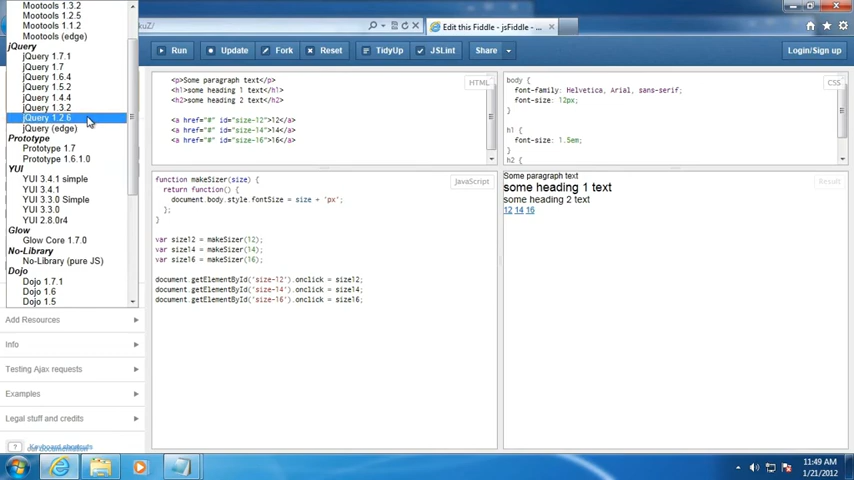 Mootools 1.3.2
Mootools 1.2.5
Mootools 1.1.2
Mootools (edge)
jQuery
jQuery 1.7.1
jQuery 1.7
jQuery 1.6.4
jQuery 1.5.2
jQuery 1.4.4
jQuery 1.3.2
jQuery 1.2.6
jQuery (edge)
Prototype
Prototype 1.7
Prototype 1.6.1.0
YUI
YUI 3.4.1 simple
YUI 3.4.1
YUI 3.3.0 Simple
YUI 3.3.0
YUI 2.8.0r4
Glow
Glow Core 1.7.0
No-Library
No-Library (pure JS)
Dojo
Dojo 1.7.1
Dojo 1.6
Dojo 1.5
Add Resources
Info
Testing Ajax requests
Examples
Legal stuff and credits
? Keyboard shortcuts
kuZ/
Edit this Fiddle - jsFiddle - ...
Run Update Fork Reset TidyUp JSLint Share Login/Sign up
HTML
<p>Some paragraph text</p>
<h1>some heading 1 text</h1>
<h2>some heading 2 text</h2>
<a href="#" id="size-12">12</a>
<a href="#" id="size-14">14</a>
<a href="#" id="size-16">16</a>
CSS
body {
font-family: Helvetica, Arial, sans-serif;
font-size: 12px;
h1 {
font-size: 1.5em;
}
h2 {
JavaScript
function makeSizer(size) {
return function() {
document.body.style.fontSize = size + 'px';
};
}
var size12 = makeSizer(12);
var size14 = makeSizer(14);
var size16 = makeSizer(16);
document.getElementById('size-12').onclick = size12;
document.getElementById('size-14').onclick = size14;
document.getElementById('size-16').onclick = size16;
Result
Some paragraph text
some heading 1 text
some heading 2 text
12 14 16
11:49 AM
1/21/2012